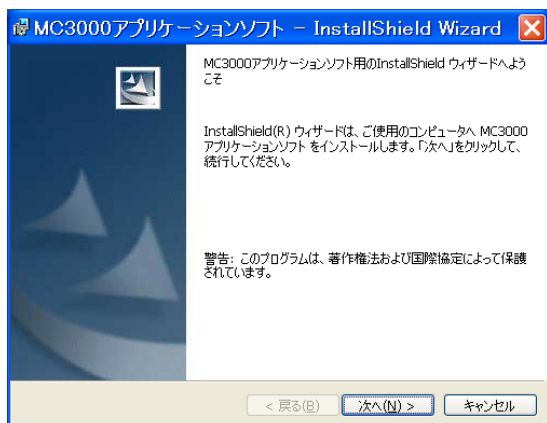 MC3000アプリケーションソフト － InstallShield Wizard
MC3000アプリケーションソフト用のInstallShield ウィザードへよう
こそ
InstallShield(R) ウィザードは、ご使用のコンピュータへ MC3000
アプリケーションソフト をインストールします。「次へ」をクリックして、
続行してください。
警告： このプログラムは、著作権法および国際協定によって保護
されています。
< 戻る(B)
次へ(N) >
キャンセル